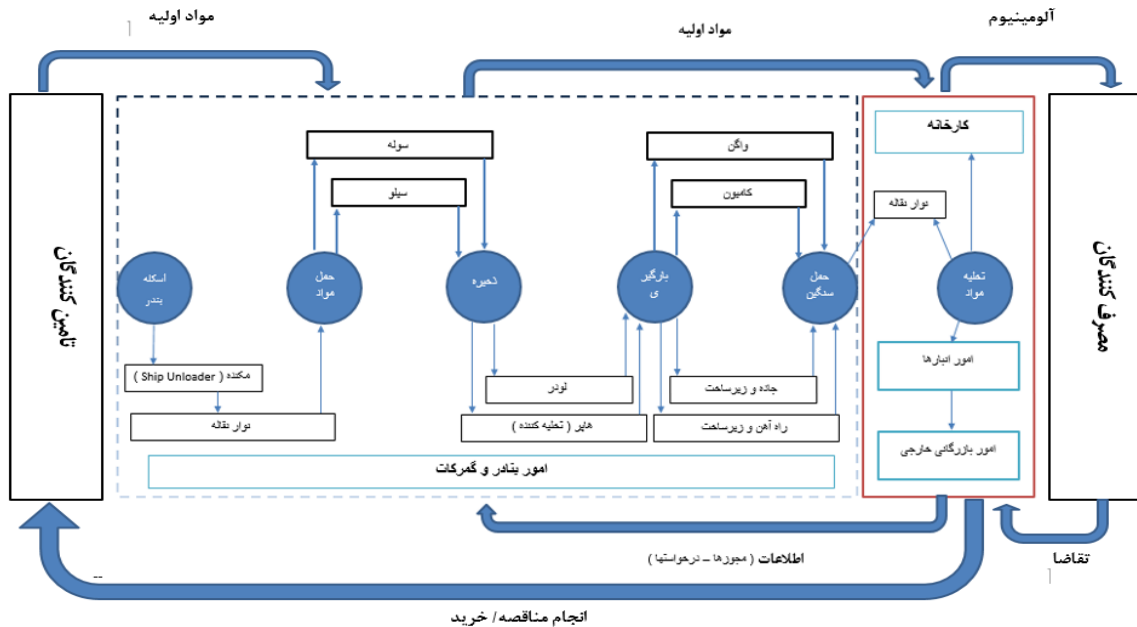 مواد اولیه
مواد اولیه
آلومینیوم
تامین کنندگان
سوله
سیلو
واگن
کامیون
کارخانه
نوار نقاله
اسکله
بندر
حمل
مواد
ذخیره
بارگیر
ی
حمل
سنگین
تخلیه
مواد
مصرف کنندگان
مکنده ( Ship Unloader )
نوار نقاله
لودر
هاپر ( تخلیه کننده )
جاده و زیرساخت
راه آهن و زیرساخت
امور انبارها
امور بازرگانی خارجی
امور بنادر و گمرکات
اطلاعات ( مجوزها – درخواستها )
تقاضا
انجام مناقصه/ خرید